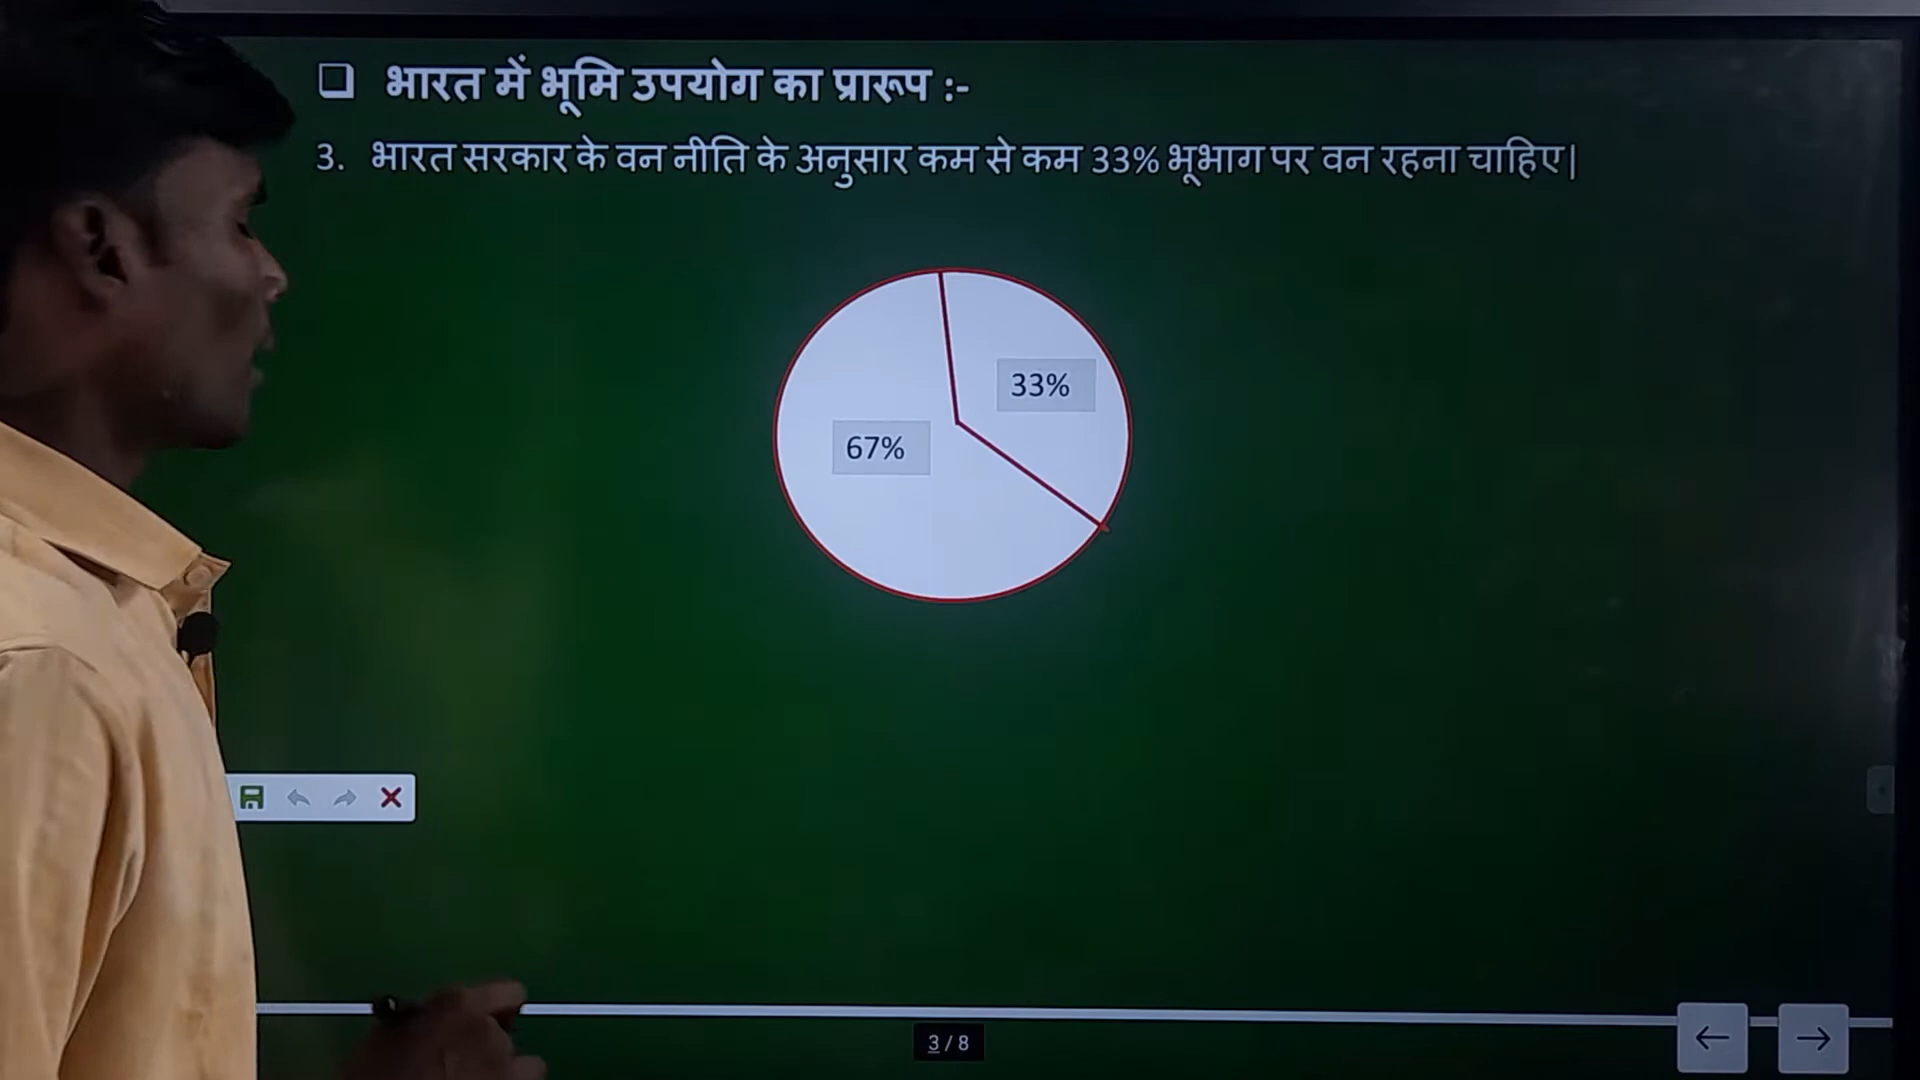 भारत में भूमि उपयोग का प्रारूप :-
3. भारत सरकार के वन नीति के अनुसार कम से कम 33% भूभाग पर वन रहना चाहिए|
33%
67%
3 / 8